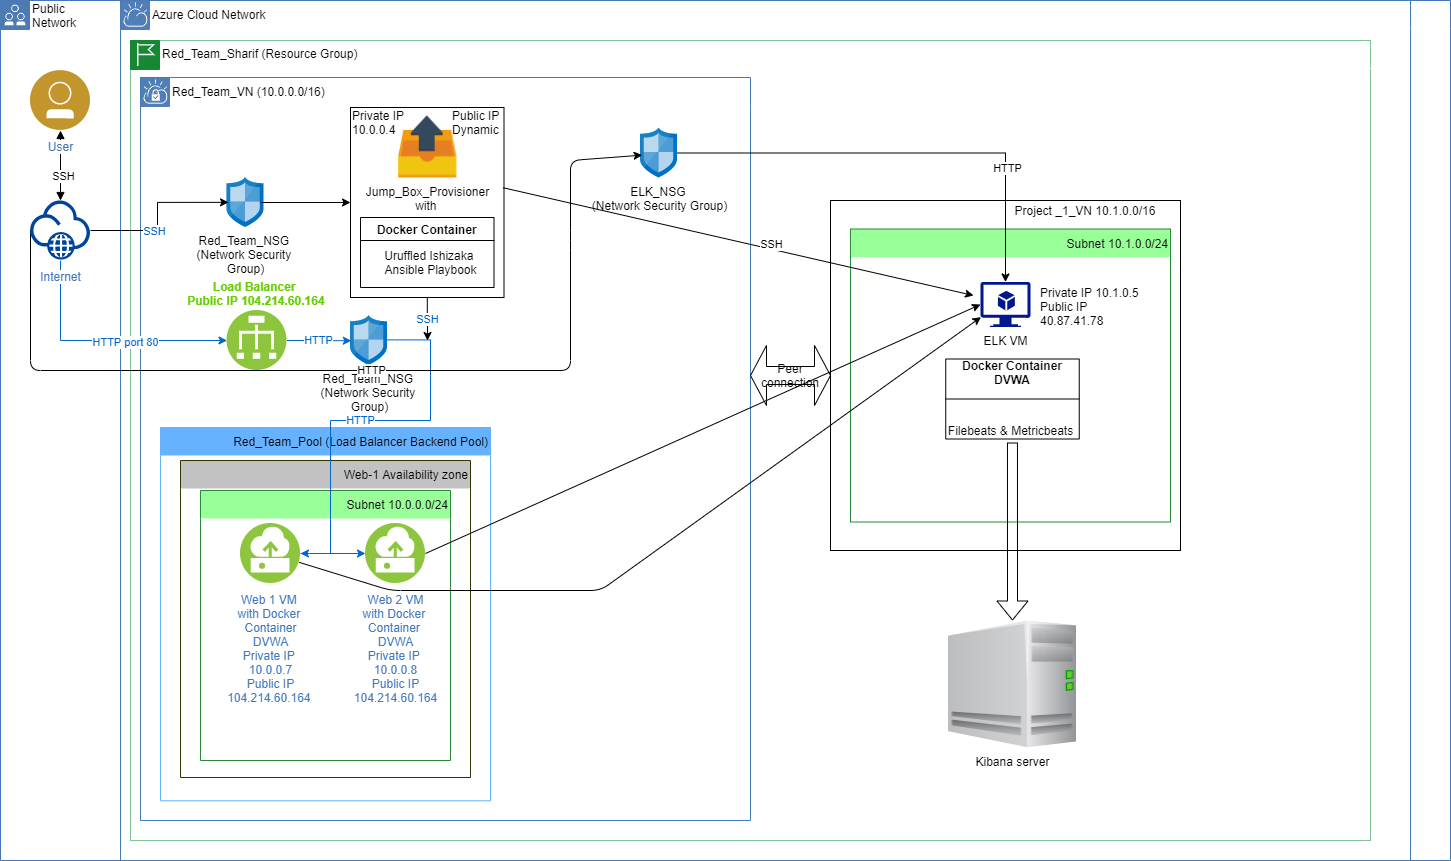 Public
Network
Azure Cloud Network
Red_Team_Sharif (Resource Group)
Red_Team_VN (10.0.0.0/16)
User
SSH
Internet
SSH
HTTP port 80
Red_Team_NSG
(Network Security
Group)
Load Balancer
Public IP 104.214.60.164
HTTP
Private IP
10.0.0.4
Public IP
Dynamic
Jump_Box_Provisioner
with
Docker Container
Uruffled Ishizaka
Ansible Playbook
SSH
HTTP
Red_Team_NSG
(Network Security
Group)
HTTP
ELK_NSG
(Network Security Group)
SSH
HTTP
Peer
connection
Project _1_VN 10.1.0.0/16
Subnet 10.1.0.0/24
Private IP 10.1.0.5
Public IP
40.87.41.78
ELK VM
Docker Container
DVWA
Filebeats & Metricbeats
Kibana server
Red_Team_Pool (Load Balancer Backend Pool)
Web-1 Availability zone
Subnet 10.0.0.0/24
Web 1 VM
with Docker
Container
DVWA
Private IP
10.0.0.7
Public IP
104.214.60.164
Web 2 VM
with Docker
Container
DVWA
Private IP
10.0.0.8
Public IP
104.214.60.164